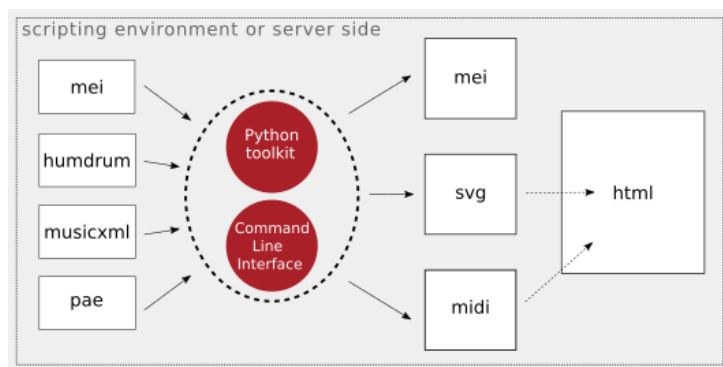 scripting environment or server side
mei
humdrum
musicxml
pae
Python
toolkit
Command
Line
Interface
mei
svg
midi
html